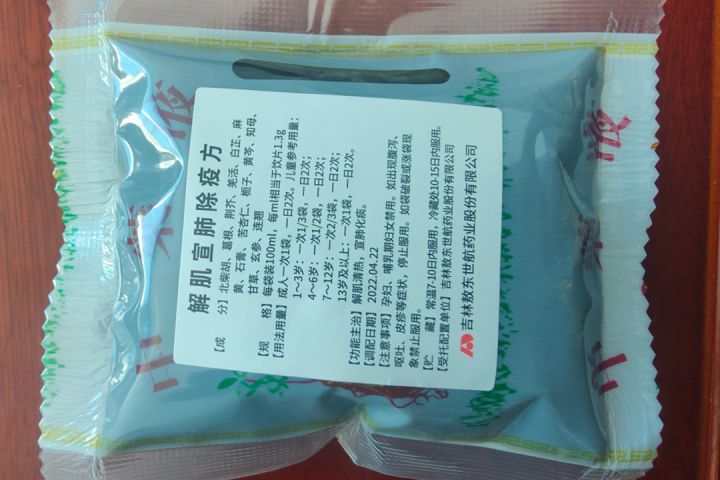 解肌宣肺除疫方
【成 分】北柴胡、葛根、荆芥、羌活、白芷、麻
黄、石膏、苦杏仁、栀子、黄芩、知母、
甘草、玄参、连翘
【规 格】每袋装100ml，每ml相当于饮片1.3g
【用法用量】成人一次1袋，一日2次。儿童参考用量：
1～3岁：一次1/3袋，一日2次；
4～6岁：一次1/2袋，一日2次；
7～12岁：一次2/3袋，一日2次；
13岁及以上：一次1袋，一日2次。
【功能主治】解肌清热，宣肺化痰。
【调配日期】2022.04.22
【注意事项】孕妇、哺乳期妇女禁用。如出现腹泻、
呕吐、皮疹等症状，停止服用。如袋破裂或涨袋现
象禁止服用。
【贮 藏】常温7-10日内服用，冷藏处10-15日内服用。
【受托配置单位】吉林敖东世航药业股份有限公司
吉林敖东世航药业股份有限公司
中
液
中
液